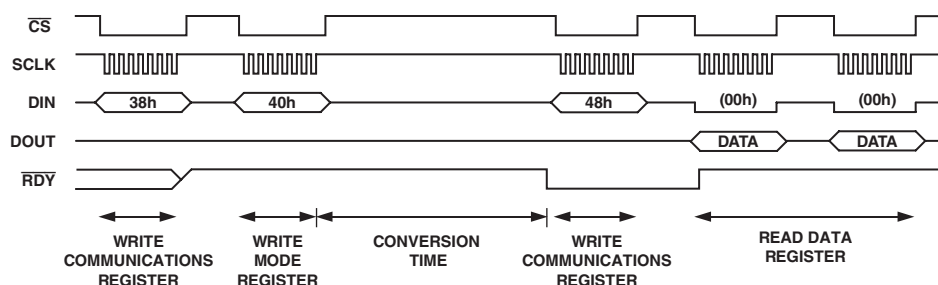 CS
SCLK
DIN 38h 40h 48h (00h) (00h)
DOUT DATA DATA
RDY
WRITE
COMMUNICATIONS
REGISTER
WRITE
MODE
REGISTER
CONVERSION
TIME
WRITE
COMMUNICATIONS
REGISTER
READ DATA
REGISTER